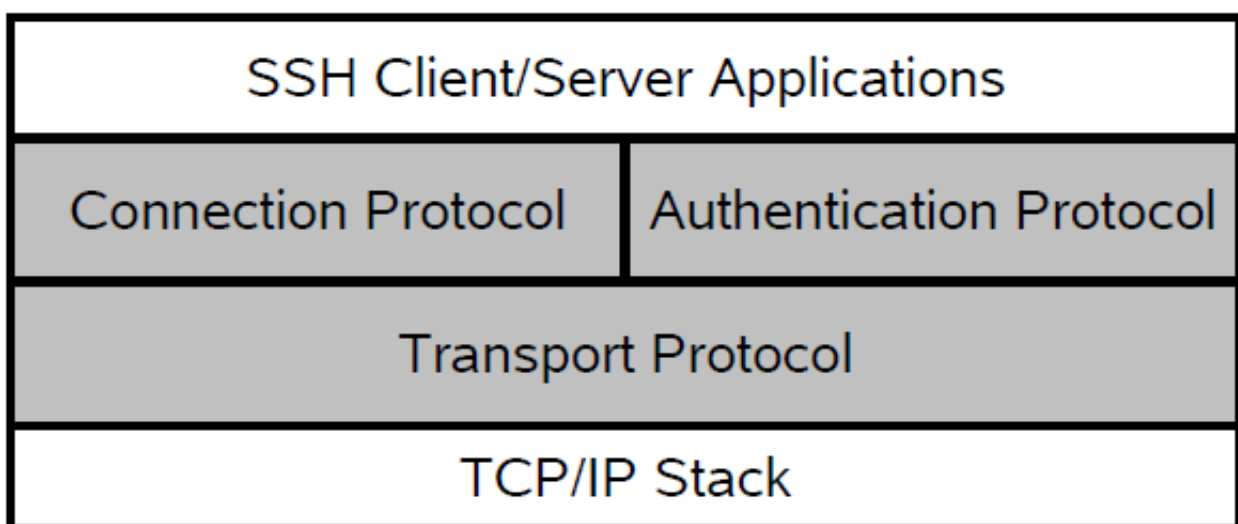 SSH Client/Server Applications
Connection Protocol
Authentication Protocol
Transport Protocol
TCP/IP Stack